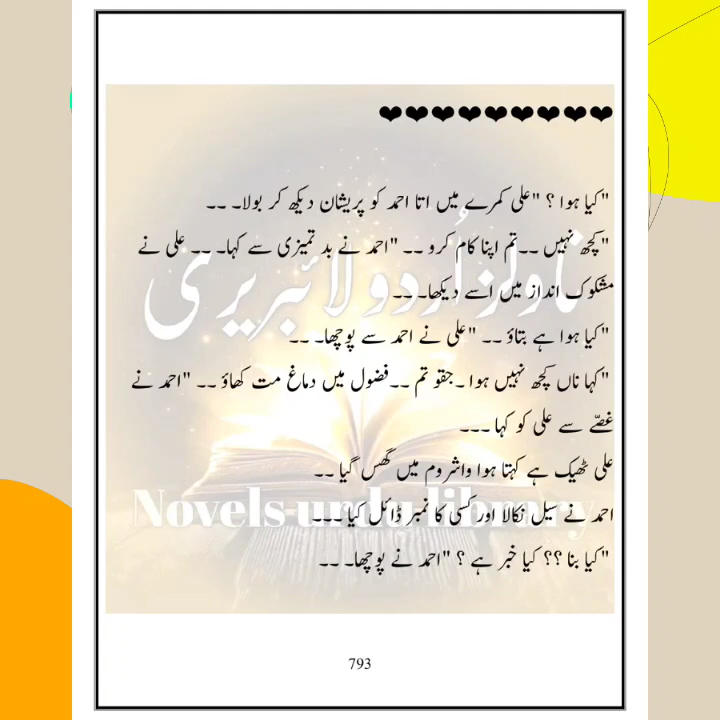 ❤❤❤❤❤❤❤❤❤
"کیا ہوا ؟ "علی کمرے میں اتا احمد کو پریشان دیکھ کر بولا۔ ۔۔
"کچھ نہیں ۔۔تم اپنا کام کرو ۔۔ "احمد نے بد تمیزی سے کہا۔ ۔۔ علی نے
مشکوک انداز میں اسے دیکھا۔ ۔۔
"کیا ہوا ہے بتاؤ ۔۔ "علی نے احمد سے پوچھا۔ ۔۔
"کہا ناں کچھ نہیں ہوا ۔جقو تم ۔۔فضول میں دماغ مت کھاؤ ۔۔ "احمد نے
غصّے سے علی کو کہا ۔۔۔
علی ٹھیک ہے کہتا ہوا واشروم میں گھس گیا ۔۔
احمد نے سیل نکالا اور کسی کا نمبر ڈائل کیا ۔۔۔
"کیا بنا ؟؟ کیا خبر ہے ؟ "احمد نے پوچھا۔ ۔۔
ناولز اُردو لائبریری
Novels urdu library
793